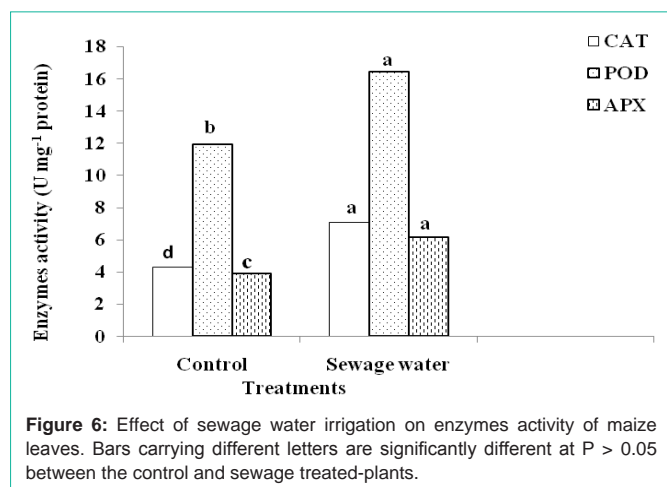 18
16
14
12
10
8
6
4
2
0
Enzymes activity (U mg-1 protein)
CAT
POD
APX
d
b
c
a
a
a
Control
Sewage water
Treatments
Figure 6: Effect of sewage water irrigation on enzymes activity of maize
leaves. Bars carrying different letters are significantly different at P > 0.05
between the control and sewage treated-plants.